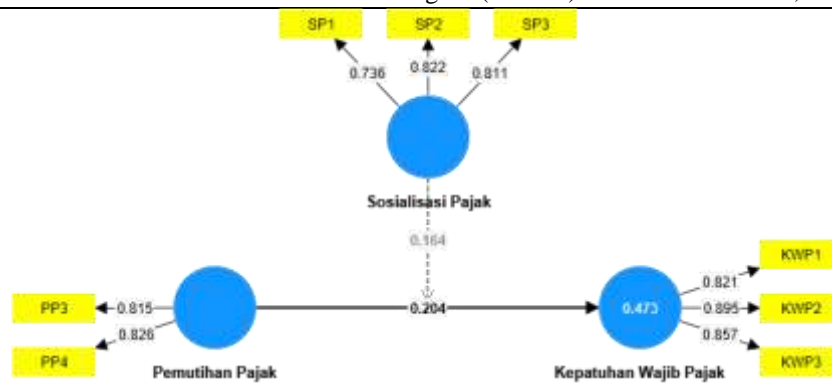 SP1 SP2 SP3
0.736 0.822 0.811
Sosialisasi Pajak
0.164
PP3 0.815
PP4 0.826
0.204
0.473
Pemutihan Pajak
Kepatuhan Wajib Pajak
0.821 KWP1
0.895 KWP2
0.857 KWP3